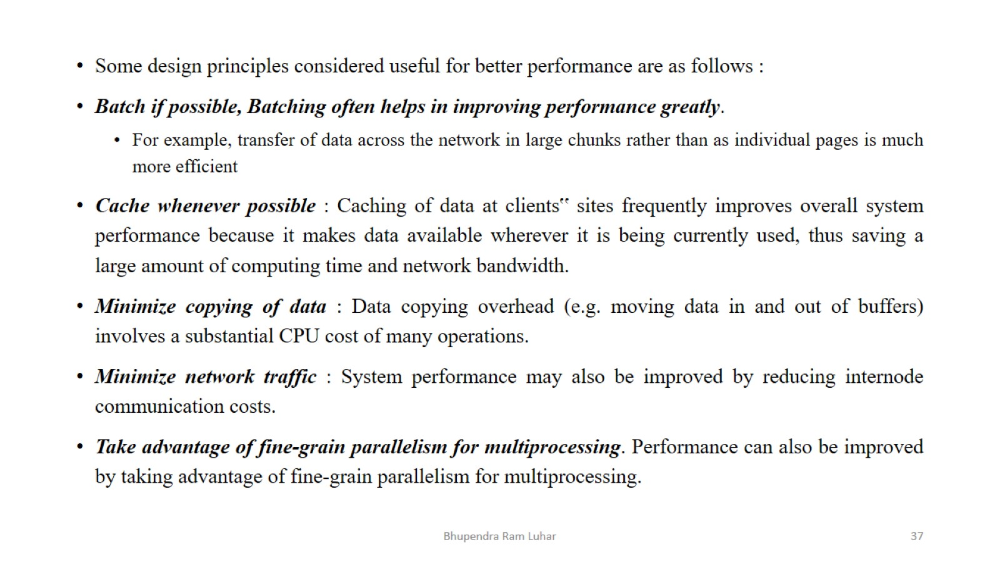 • Some design principles considered useful for better performance are as follows :
• Batch if possible, Batching often helps in improving performance greatly.
• For example, transfer of data across the network in large chunks rather than as individual pages is much
more efficient
• Cache whenever possible : Caching of data at clients‟ sites frequently improves overall system
performance because it makes data available wherever it is being currently used, thus saving a
large amount of computing time and network bandwidth.
• Minimize copying of data : Data copying overhead (e.g. moving data in and out of buffers)
involves a substantial CPU cost of many operations.
• Minimize network traffic : System performance may also be improved by reducing internode
communication costs.
• Take advantage of fine-grain parallelism for multiprocessing. Performance can also be improved
by taking advantage of fine-grain parallelism for multiprocessing.
Bhupendra Ram Luhar
37